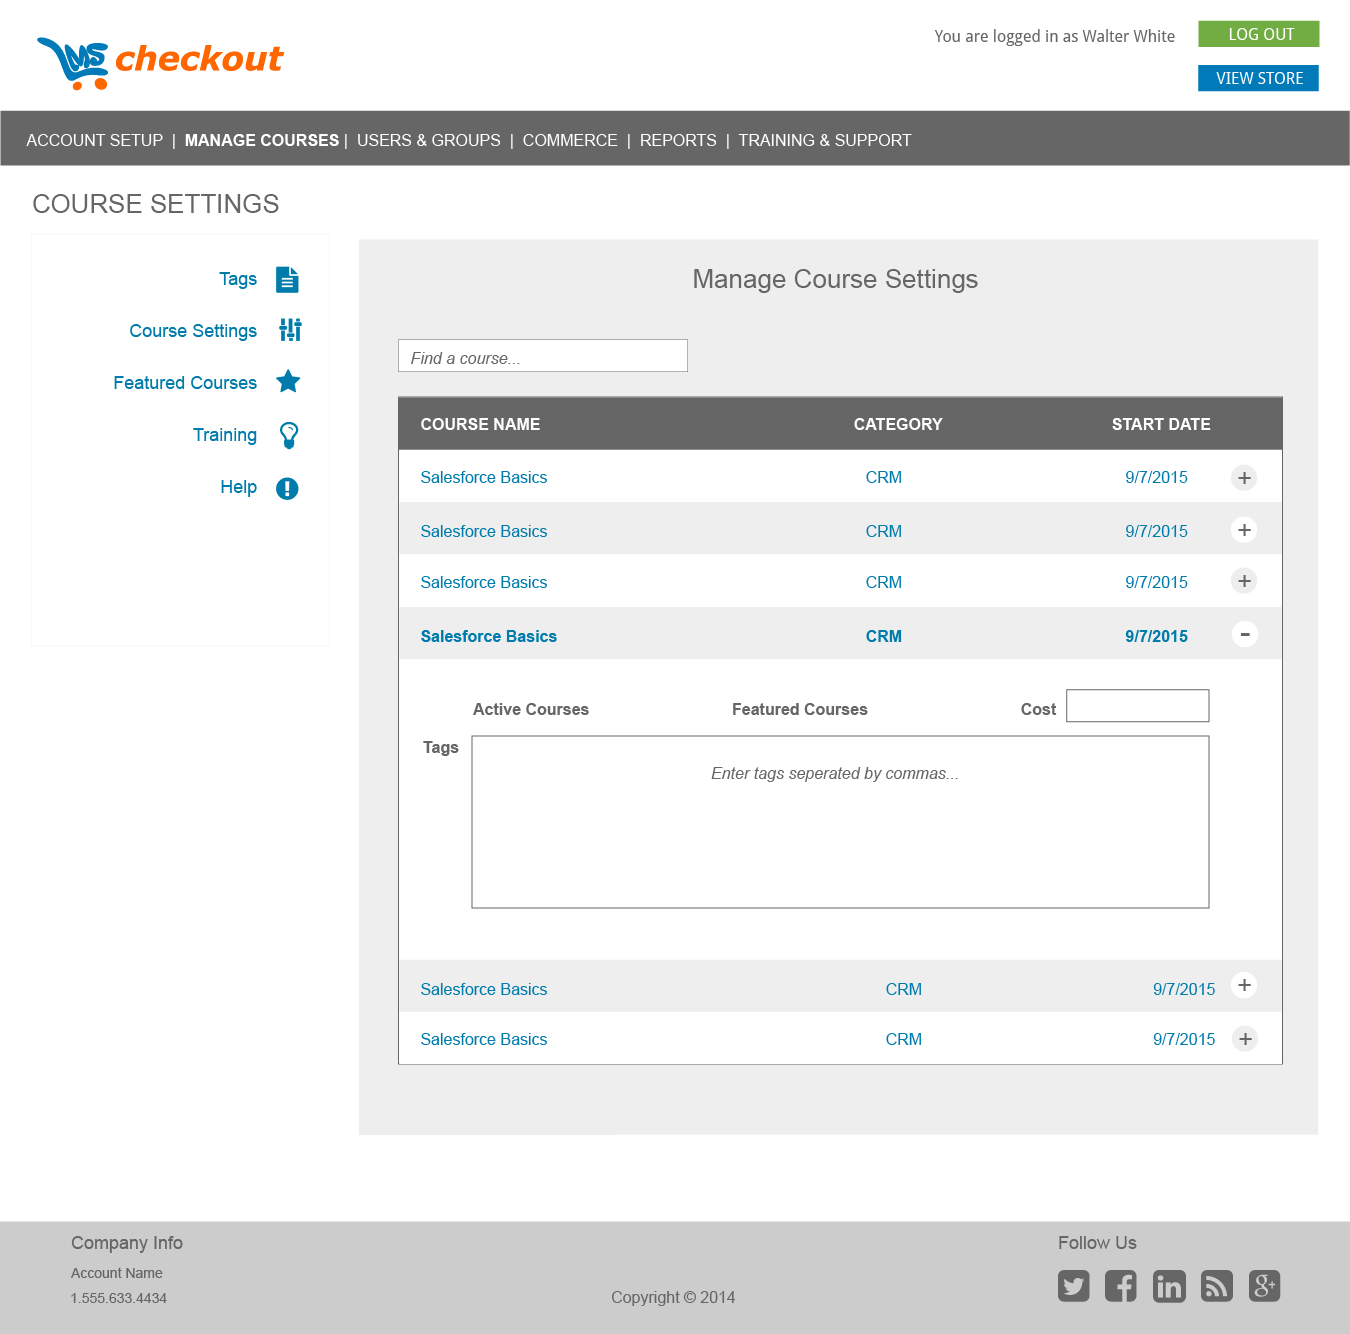 LMS checkout
You are logged in as Walter White
LOG OUT
VIEW STORE
ACCOUNT SETUP | MANAGE COURSES | USERS & GROUPS | COMMERCE | REPORTS | TRAINING & SUPPORT
COURSE SETTINGS
Tags
Course Settings
Featured Courses
Training
Help
Manage Course Settings
Find a course...
COURSE NAME CATEGORY START DATE
Salesforce Basics CRM 9/7/2015 +
Salesforce Basics CRM 9/7/2015 +
Salesforce Basics CRM 9/7/2015 +
Salesforce Basics CRM 9/7/2015 -
Active Courses Featured Courses Cost
Tags
Enter tags seperated by commas...
Salesforce Basics CRM 9/7/2015 +
Salesforce Basics CRM 9/7/2015 +
Company Info
Account Name
1.555.633.4434
Copyright © 2014
Follow Us